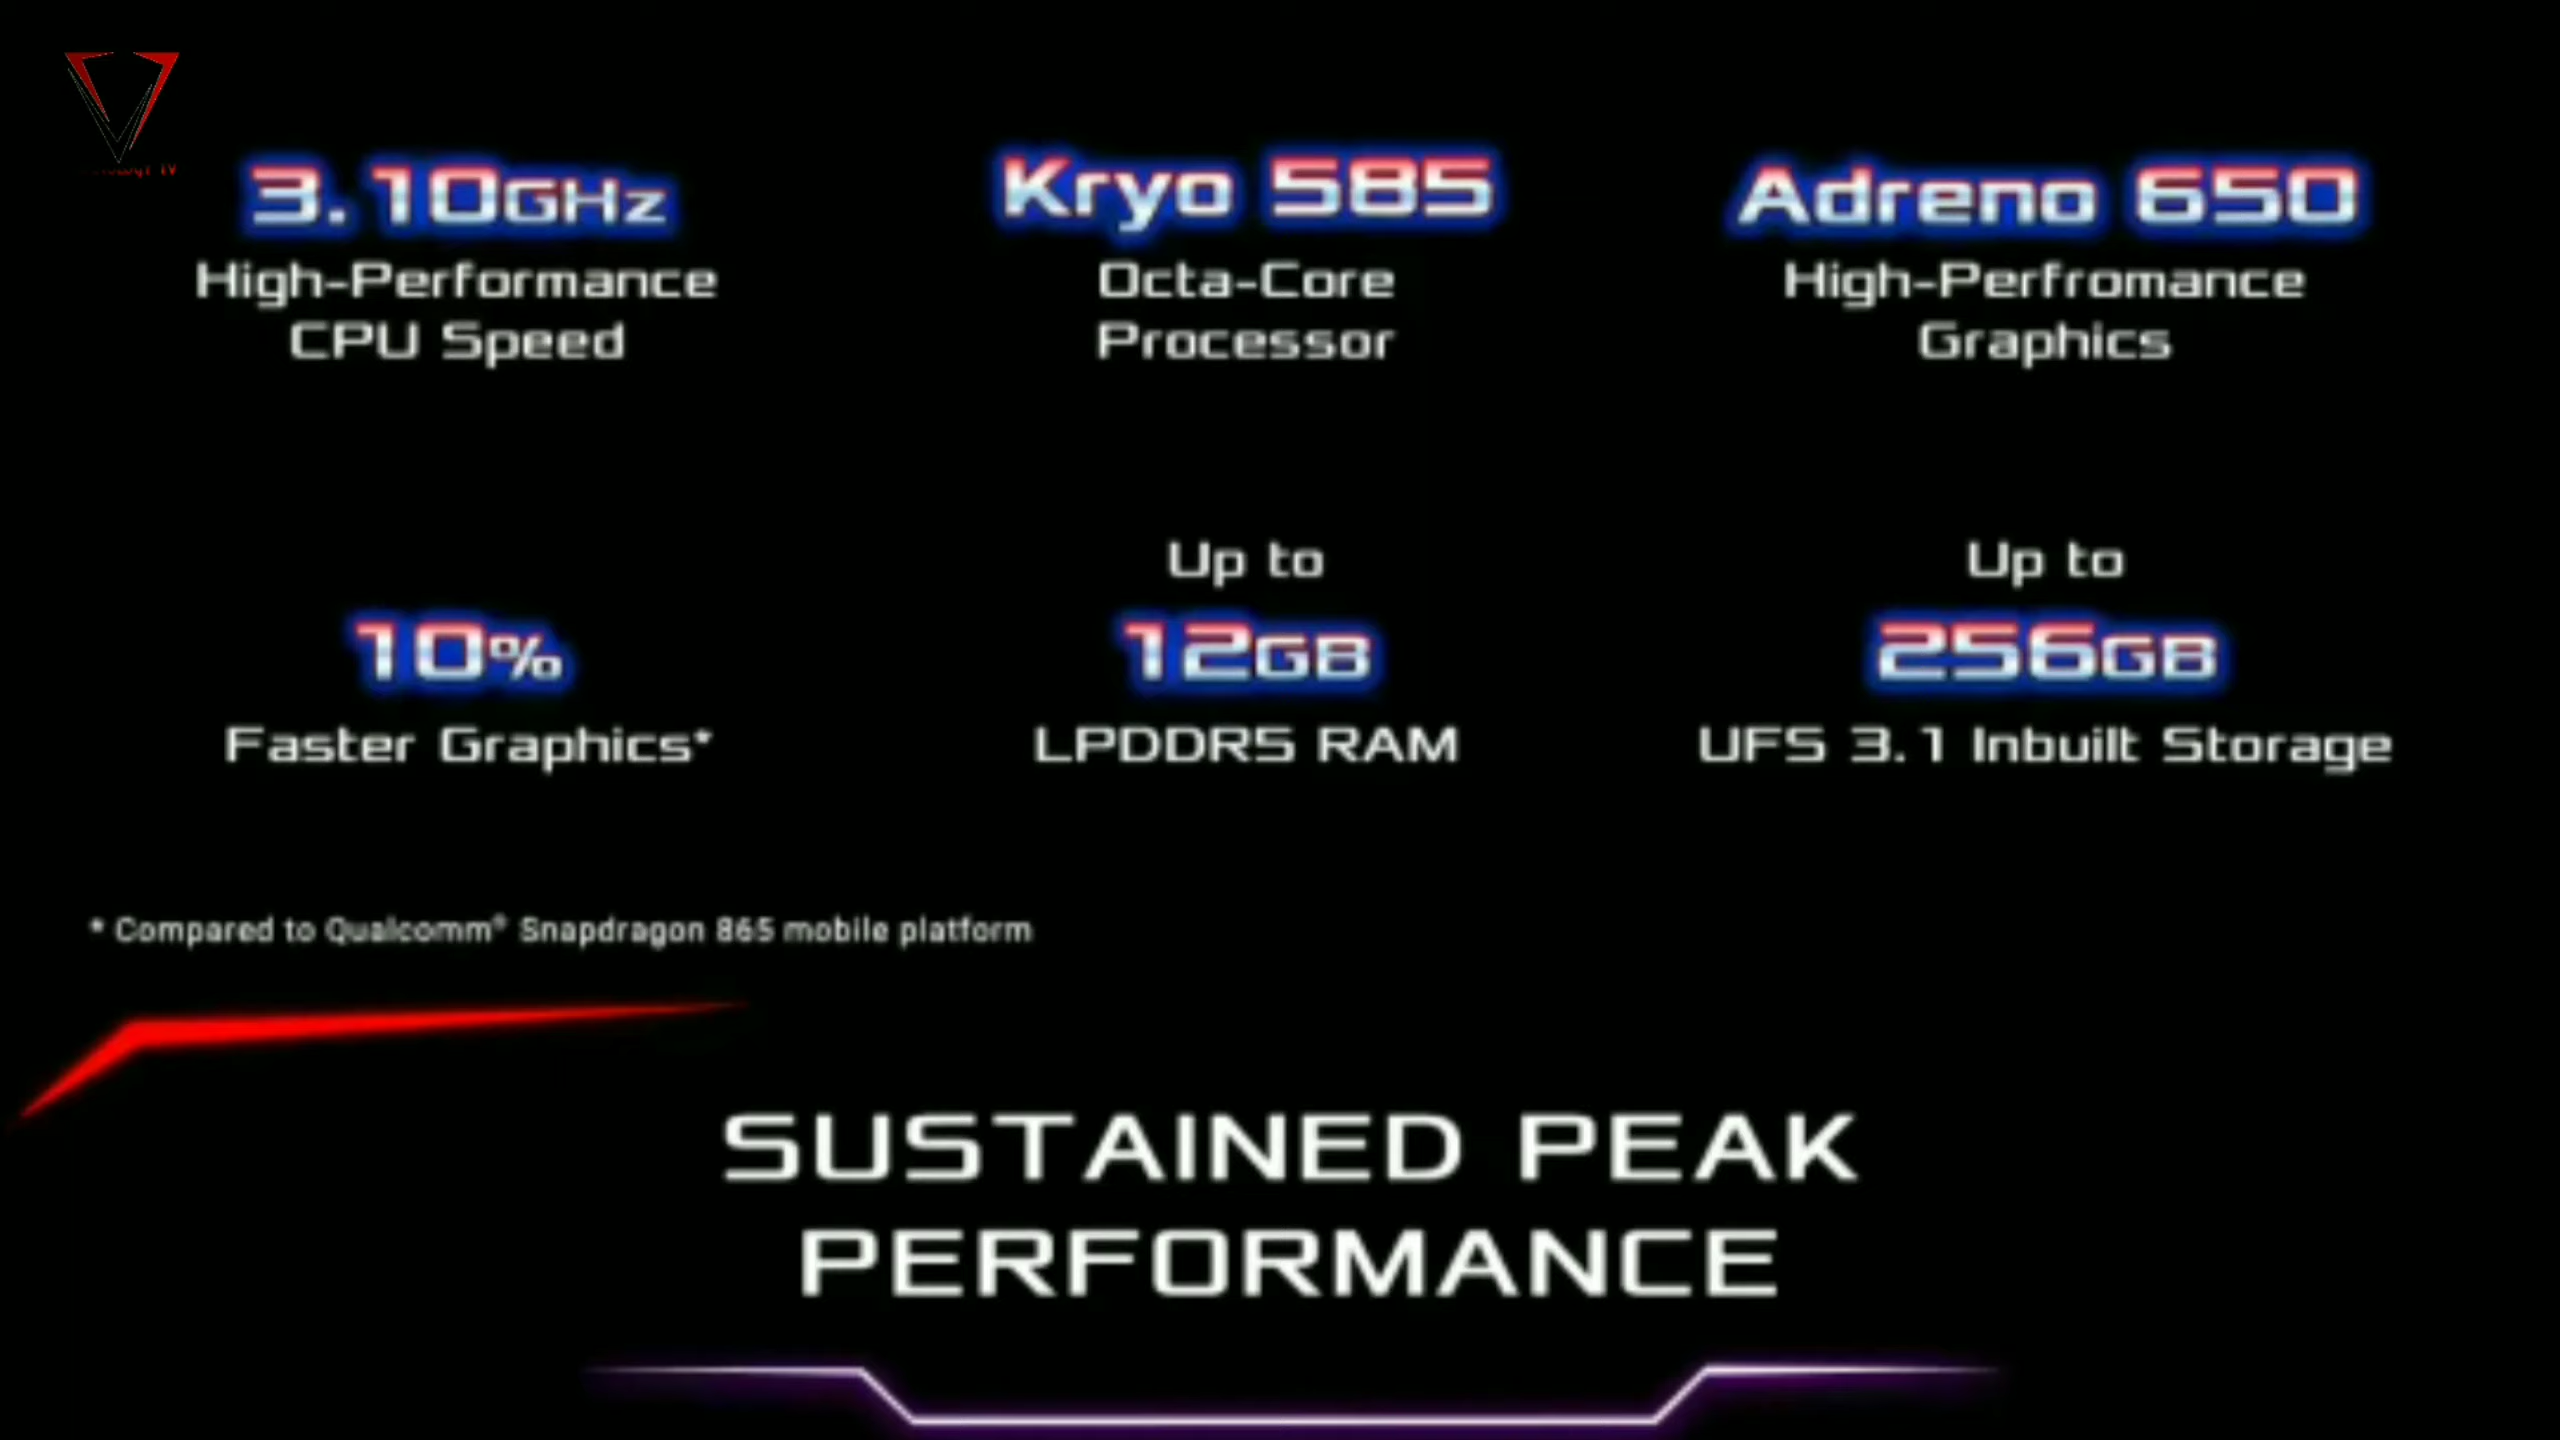 3.10GHz
High-Performance
CPU Speed
Kryo 585
Octa-Core
Processor
Adreno 650
High-Perfromance
Graphics
10%
Faster Graphics*
Up to
12GB
LPDDR5 RAM
Up to
256GB
UFS 3.1 Inbuilt Storage
* Compared to Qualcomm® Snapdragon 865 mobile platform
SUSTAINED PEAK
PERFORMANCE